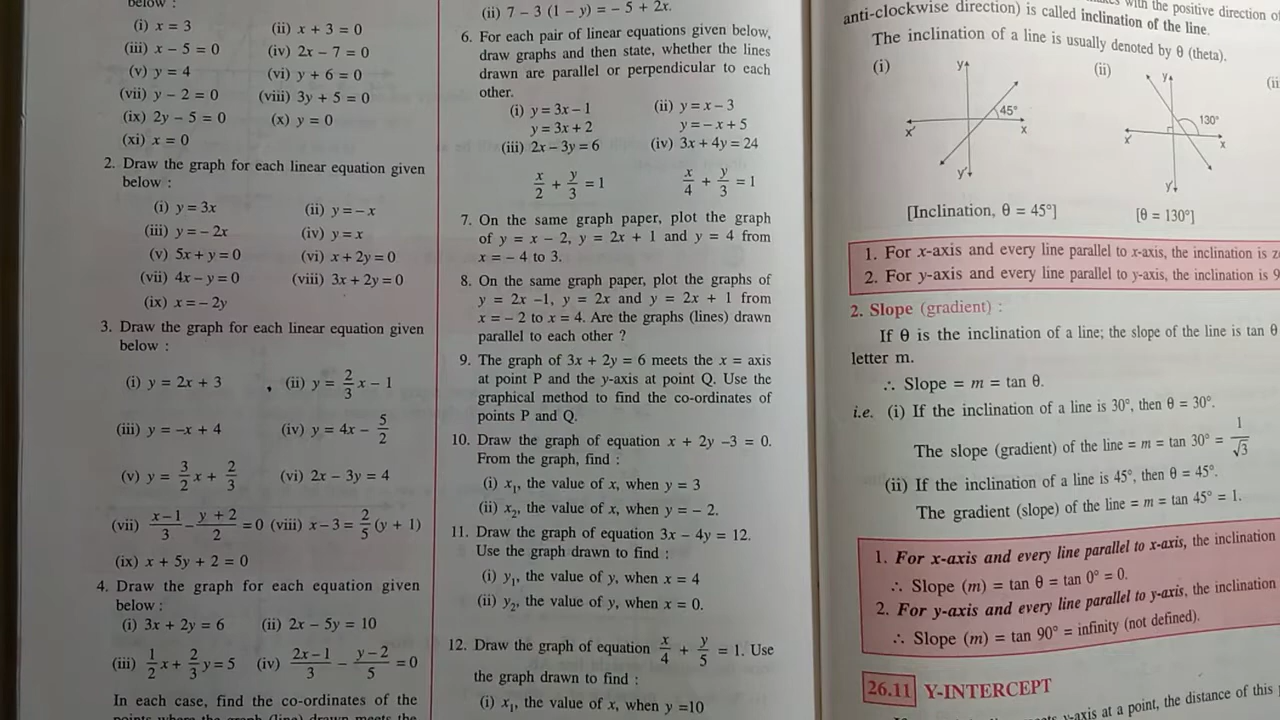 below :
(i) x = 3 (ii) x + 3 = 0
(iii) x – 5 = 0 (iv) 2x – 7 = 0
(v) y = 4 (vi) y + 6 = 0
(vii) y – 2 = 0 (viii) 3y + 5 = 0
(ix) 2y – 5 = 0 (x) y = 0
(xi) x = 0
2. Draw the graph for each linear equation given
below :
(i) y = 3x (ii) y = – x
(iii) y = – 2x (iv) y = x
(v) 5x + y = 0 (vi) x + 2y = 0
(vii) 4x – y = 0 (viii) 3x + 2y = 0
(ix) x = – 2y
3. Draw the graph for each linear equation given
below :
(i) y = 2x + 3 (ii) y = 2/3 x – 1
(iii) y = –x + 4 (iv) y = 4x – 5/2
(v) y = 3/2 x + 2/3 (vi) 2x – 3y = 4
(vii) x–1/3 – y + 2/2 = 0 (viii) x – 3 = 2/5 (y + 1)
(ix) x + 5y + 2 = 0
4. Draw the graph for each equation given
below :
(i) 3x + 2y = 6 (ii) 2x – 5y = 10
(iii) 1/2 x + 2/3 y = 5 (iv) 2x – 1/3 – y – 2/5 = 0
In each case, find the co-ordinates of the
points where the graph (line) drawn meets the
(ii) 7 – 3 (1 – y) = – 5 + 2x.
6. For each pair of linear equations given below,
draw graphs and then state, whether the lines
drawn are parallel or perpendicular to each
other.
(i) y = 3x – 1 (ii) y = x – 3
y = 3x + 2 y = – x + 5
(iii) 2x – 3y = 6 (iv) 3x + 4y = 24
x/2 + y/3 = 1 x/4 + y/3 = 1
7. On the same graph paper, plot the graph
of y = x – 2, y = 2x + 1 and y = 4 from
x = – 4 to 3.
8. On the same graph paper, plot the graphs of
y = 2x –1, y = 2x and y = 2x + 1 from
x = – 2 to x = 4. Are the graphs (lines) drawn
parallel to each other ?
9. The graph of 3x + 2y = 6 meets the x = axis
at point P and the y-axis at point Q. Use the
graphical method to find the co-ordinates of
points P and Q.
10. Draw the graph of equation x + 2y –3 = 0.
From the graph, find :
(i) x₁, the value of x, when y = 3
(ii) x₂, the value of x, when y = – 2.
11. Draw the graph of equation 3x – 4y = 12.
Use the graph drawn to find :
(i) y₁, the value of y, when x = 4
(ii) y₂, the value of y, when x = 0.
12. Draw the graph of equation x/4 + y/5 = 1. Use
the graph drawn to find :
(i) x₁, the value of x, when y =10
with the positive direction of
anti-clockwise direction) is called inclination of the line.
The inclination of a line is usually denoted by θ (theta).
(i) (ii)
y y
45° 130°
x' x x' x
y' y'
[Inclination, θ = 45°] [θ = 130°]
1. For x-axis and every line parallel to x-axis, the inclination is
2. For y-axis and every line parallel to y-axis, the inclination is
2. Slope (gradient) :
If θ is the inclination of a line; the slope of the line is tan θ
letter m.
∴ Slope = m = tan θ.
i.e. (i) If the inclination of a line is 30°, then θ = 30°.
The slope (gradient) of the line = m = tan 30° = 1/√3
(ii) If the inclination of a line is 45°, then θ = 45°.
The gradient (slope) of the line = m = tan 45° = 1.
1. For x-axis and every line parallel to x-axis, the inclination
∴ Slope (m) = tan θ = tan 0° = 0.
2. For y-axis and every line parallel to y-axis, the inclination
∴ Slope (m) = tan 90° = infinity (not defined).
26.11 Y-INTERCEPT
y-axis at a point, the distance of this